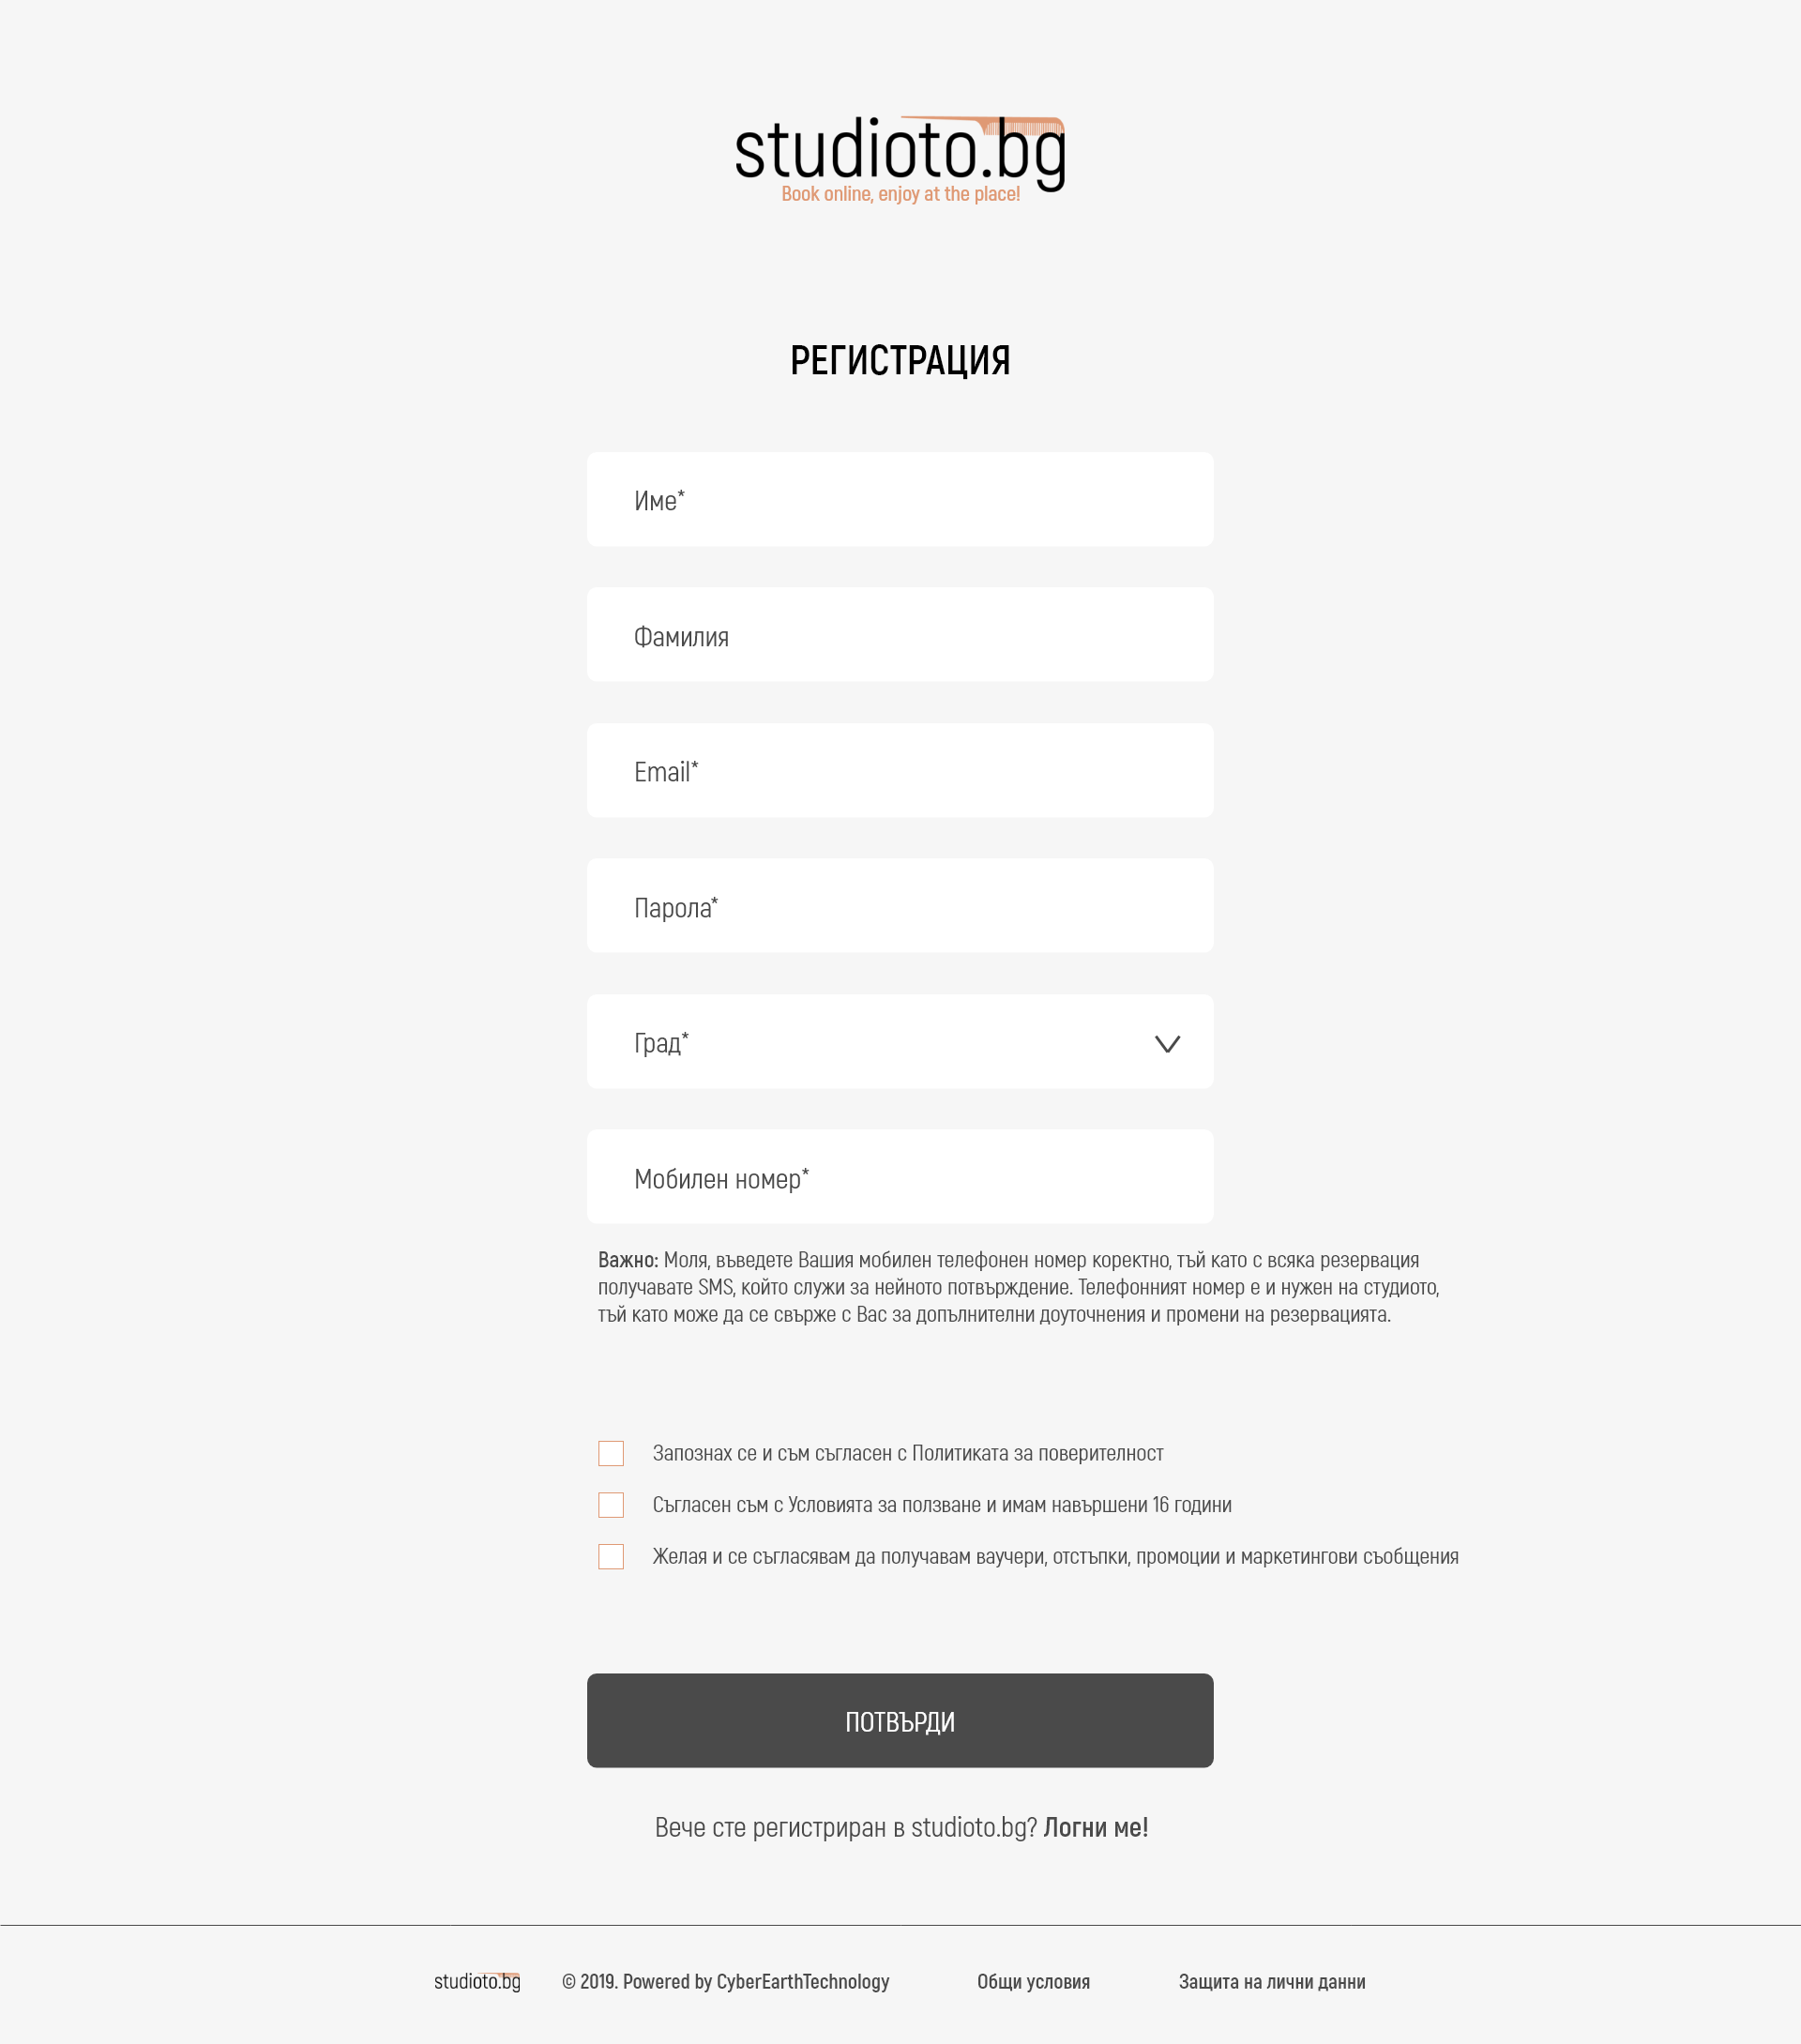 studioto.bg
Book online, enjoy at the place!
РЕГИСТРАЦИЯ
Име*
Фамилия
Email*
Парола*
Град*
Мобилен номер*
Важно: Моля, въведете Вашия мобилен телефонен номер коректно, тъй като с всяка резервация
получавате SMS, който служи за нейното потвърждение. Телефонният номер е и нужен на студиото,
тъй като може да се свърже с Вас за допълнителни доуточнения и промени на резервацията.
Запознах се и съм съгласен с Политиката за поверителност
Съгласен съм с Условията за ползване и имам навършени 16 години
Желая и се съгласявам да получавам ваучери, отстъпки, промоции и маркетингови съобщения
ПОТВЪРДИ
Вече сте регистриран в studioto.bg? Логни ме!
studioto.bg © 2019. Powered by CyberEarthTechnology Общи условия Защита на лични данни